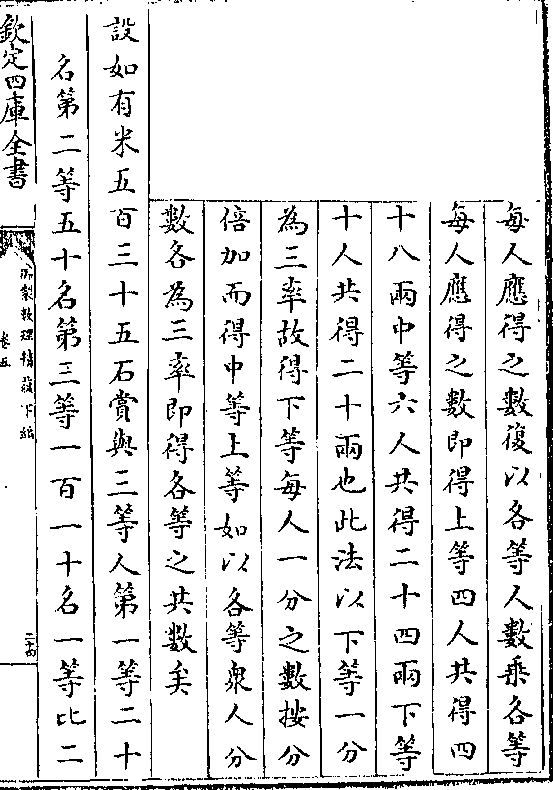 每人應得之數復以各等人數乘各等
每人應得之數即得上等四人共得四
十八兩中等六人共得二十四兩下等
十人共得二十兩也此法以下等一分
為三率故得下等每人一分之數按分
倍加而得中等上等如以各等衆人分
數各為三率即得各等之共數矣
設如有米五百三十五石賞與三等人第一等二十
名第二等五十名第三等一百一十名一等比二
欽定四庫全書
御製數理精蕴下編
卷五
二十四